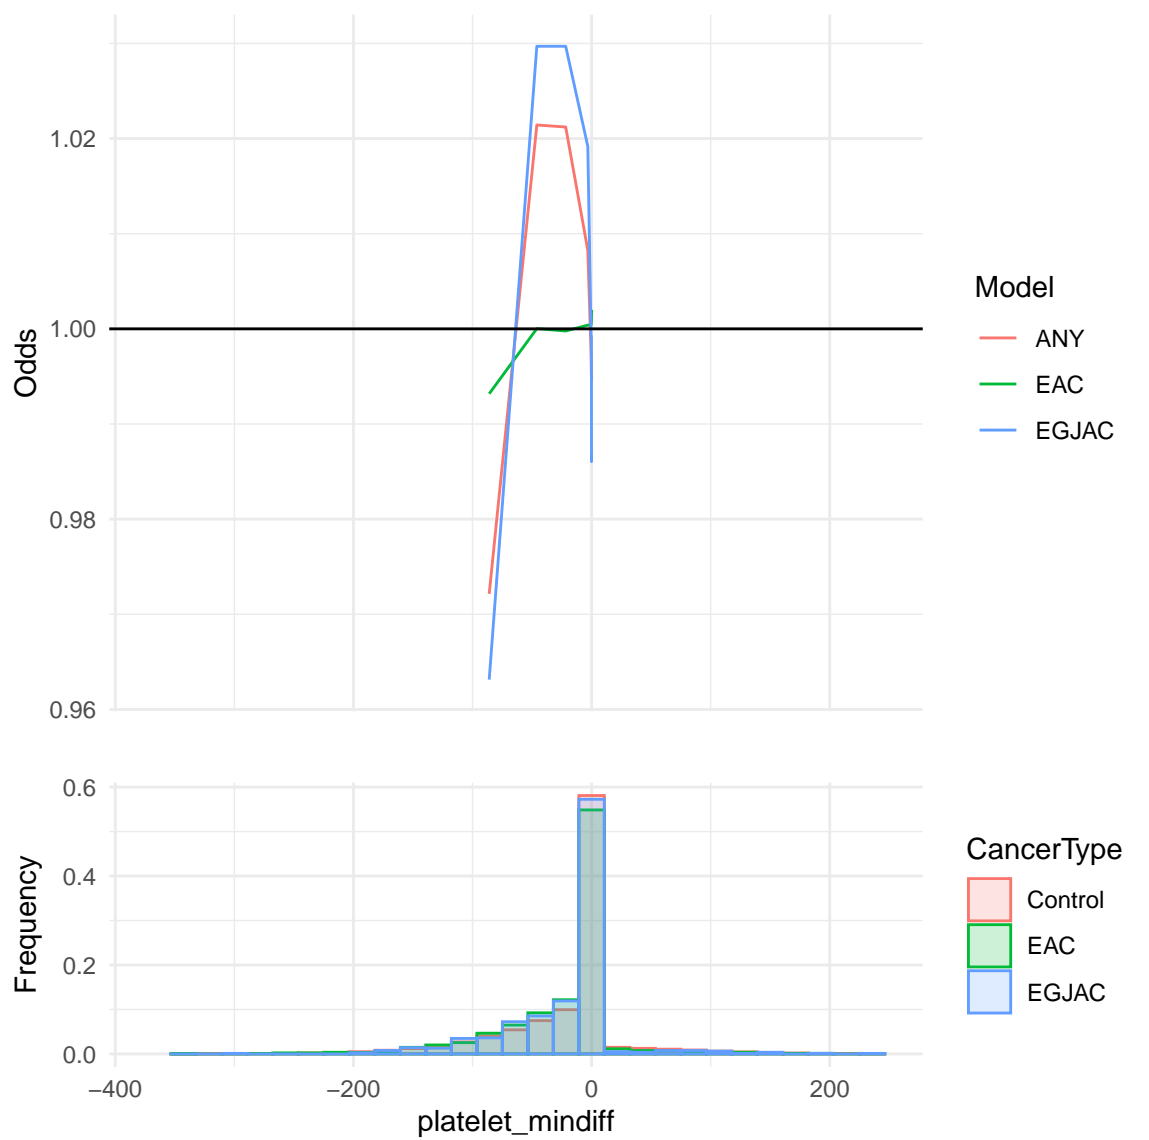 1.02
1.00
0.98
0.96
Odds
Model
ANY
EAC
EGJAC
0.6
0.4
0.2
0.0
Frequency
−400
−200
0
200
platelet_mindiff
CancerType
Control
EAC
EGJAC